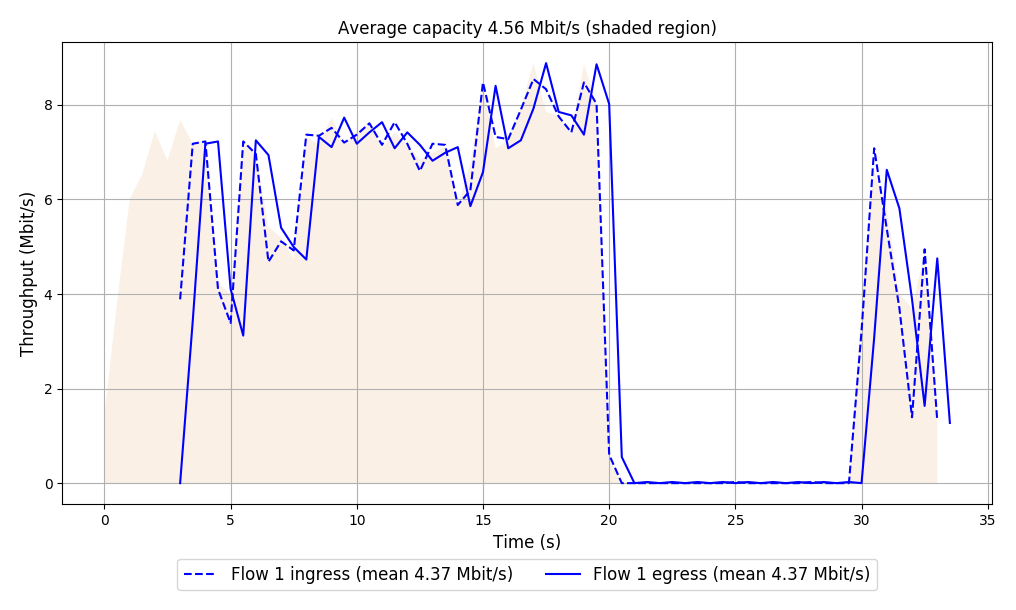 Average capacity 4.56 Mbit/s (shaded region)
Throughput (Mbit/s)
8
6
4
2
0
0 5 10 15 20 25 30 35
Time (s)
Flow 1 ingress (mean 4.37 Mbit/s) Flow 1 egress (mean 4.37 Mbit/s)